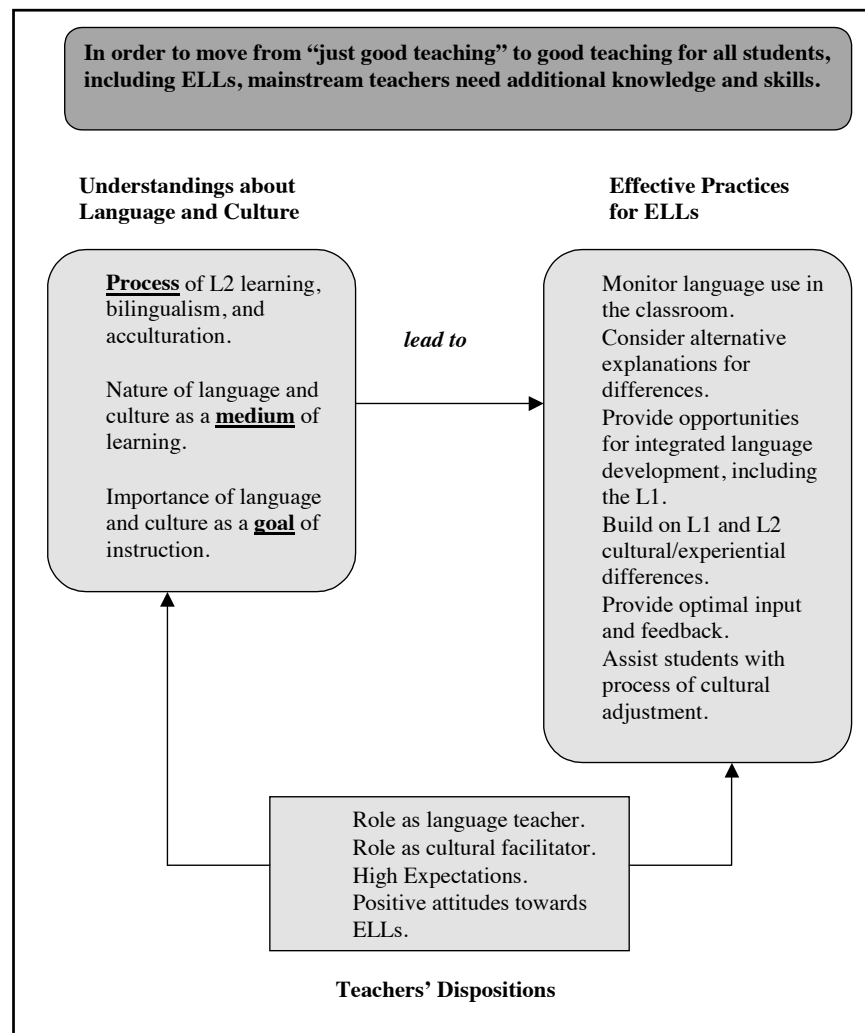 In order to move from “just good teaching” to good teaching for all students,
including ELLs, mainstream teachers need additional knowledge and skills.
Understandings about
Language and Culture
Process of L2 learning,
bilingualism, and
acculturation.
Nature of language and
culture as a medium of
learning.
Importance of language
and culture as a goal of
instruction.
lead to
Effective Practices
for ELLs
Monitor language use in
the classroom.
Consider alternative
explanations for
differences.
Provide opportunities
for integrated language
development, including
the L1.
Build on L1 and L2
cultural/experiential
differences.
Provide optimal input
and feedback.
Assist students with
process of cultural
adjustment.
Role as language teacher.
Role as cultural facilitator.
High Expectations.
Positive attitudes towards
ELLs.
Teachers’ Dispositions